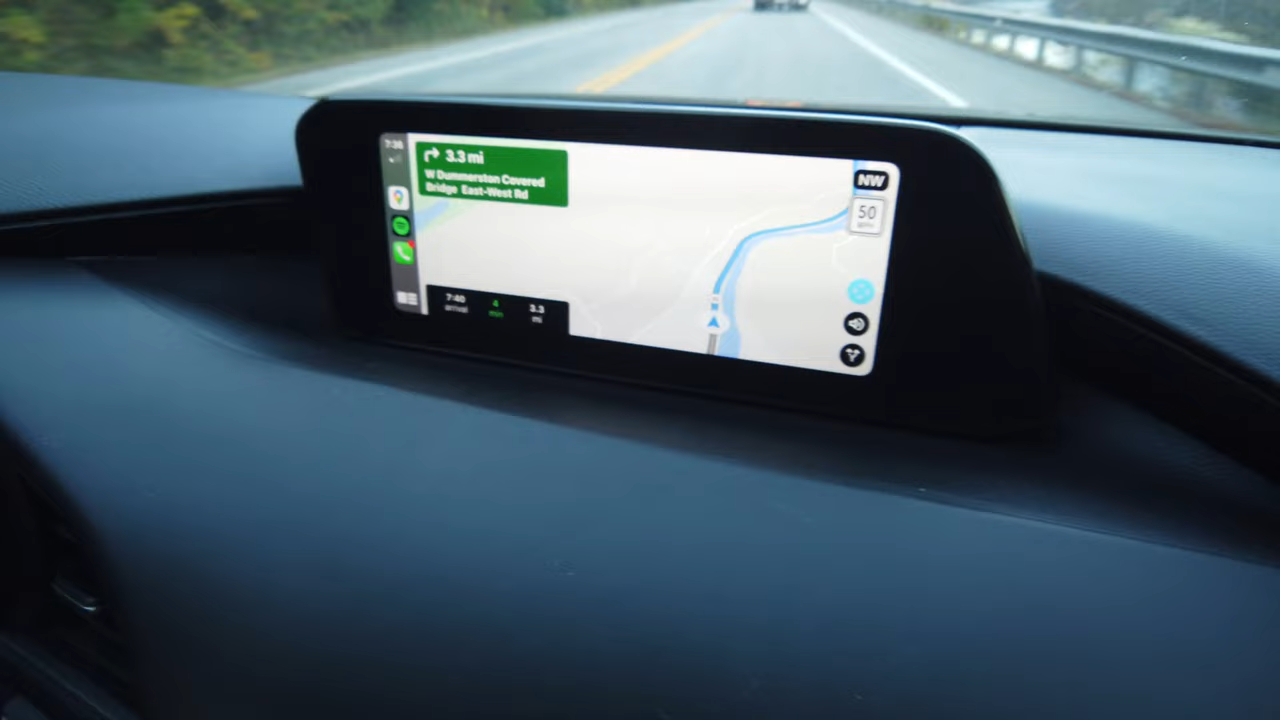 7:36
3.3 mi
W Dummerston Covered
Bridge East-West Rd
NW
50
mph
7:40 4 3.3
arrival min mi